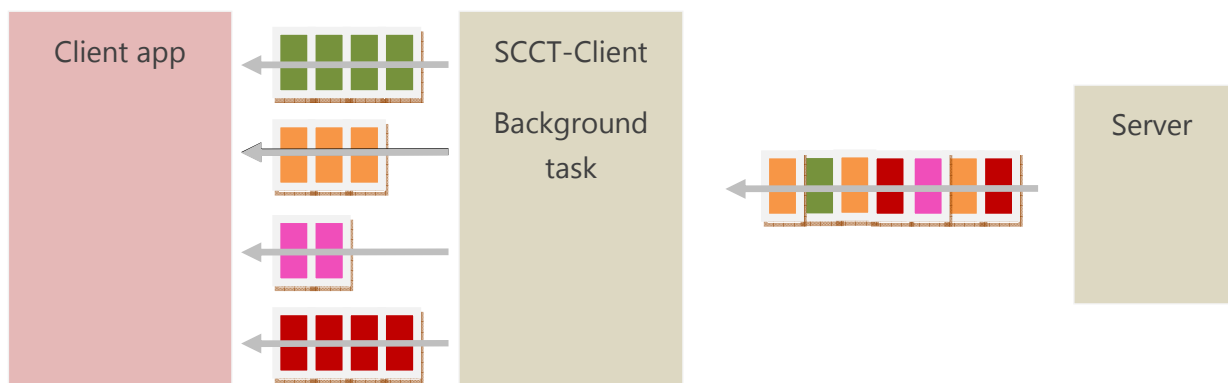 Client app
SCCT-Client
Background
task
Server